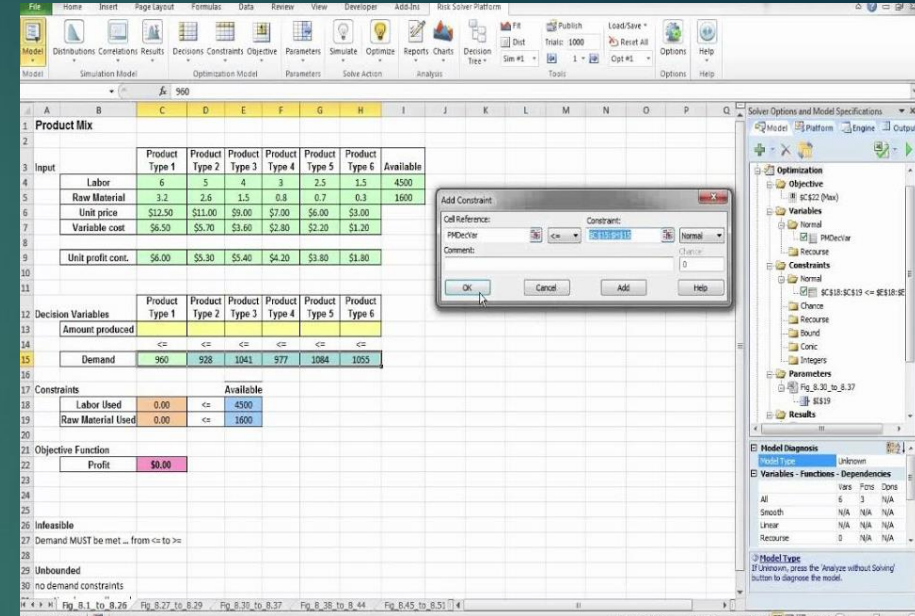 File Home Insert Page Layout Formulas Data Review View Developer Add-Ins Risk Solver Platform
Model Distributions Correlations Results Decisions Constraints Objective Parameters Simulate Optimize Reports Charts Decision Tree Fit Dist Sim #1 Publish Trials: 1000 1 Load/Save Reset All Opt #1 Options Help
Model Simulation Model Optimization Model Parameters Solve Action Analysis Tools Options Help
fx 960
A B C D E F G H I J K L M N O P Q
1 Product Mix
2
3 Input Product Type 1 Product Type 2 Product Type 3 Product Type 4 Product Type 5 Product Type 6 Available
4 Labor 6 5 4 3 2.5 1.5 4500
5 Raw Material 3.2 2.6 1.5 0.8 0.7 0.3 1600
6 Unit price $12.50 $11.00 $9.00 $7.00 $6.00 $3.00
7 Variable cost $6.50 $5.70 $3.60 $2.80 $2.20 $1.20
8
9 Unit profit cont. $6.00 $5.30 $5.40 $4.20 $3.80 $1.80
10
11
12 Decision Variables Product Type 1 Product Type 2 Product Type 3 Product Type 4 Product Type 5 Product Type 6
13 Amount produced
14 <= <= <= <= <= <=
15 Demand 960 928 1041 977 1084 1055
16
17 Constraints Available
18 Labor Used 0.00 <= 4500
19 Raw Material Used 0.00 <= 1600
20
21 Objective Function
22 Profit $0.00
23
24
25
26 Infeasible
27 Demand MUST be met ... from <= to >=
28
29 Unbounded
30 no demand constraints
Fig_8.1_to_8.26 Fig_8.27_to_8.29 Fig_8.30_to_8.37 Fig_8_38_to_8_44 Fig_8.45_to_8.51
Add Constraint
Cell Reference: Constraint:
PMDecVar <= $C$15:$H$15 Normal
Comment: Chance:
0
OK Cancel Add Help
Solver Options and Model Specifications
Model Platform Engine Output
Optimization
Objective
$C$22 (Max)
Variables
Normal
PMDecVar
Recourse
Constraints
Normal
$C$18:$C$19 <= $E$18:$E
Chance
Recourse
Bound
Conic
Integers
Parameters
Fig_8.30_to_8.37
$I$19
Results
Model Diagnosis
Model Type Unknown
Variables - Functions - Dependencies
Vars Fcns Dpns
All 6 3 N/A
Smooth N/A N/A N/A
Linear N/A N/A N/A
Recourse 0 N/A N/A
Model Type
If Unknown, press the 'Analyze without Solving'
button to diagnose the model.